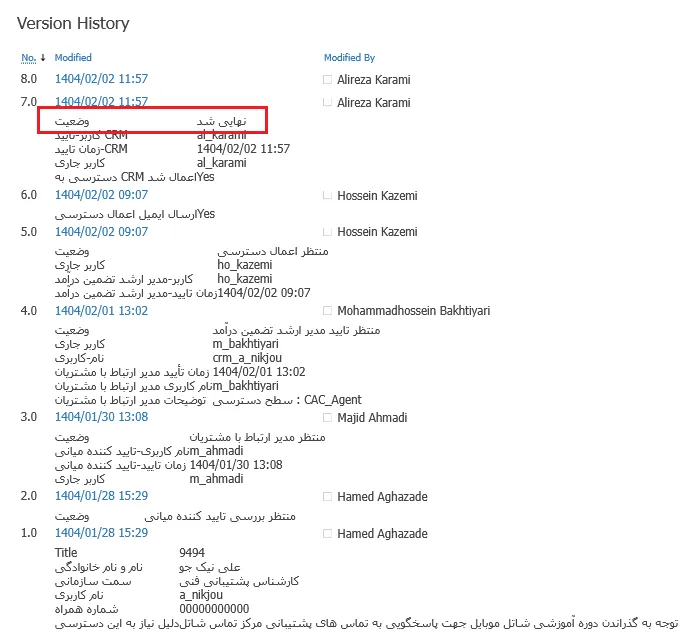 Version History
No. ↓ Modified Modified By
8.0 1404/02/02 11:57 Alireza Karami
7.0 1404/02/02 11:57 Alireza Karami
وضعیت نهایی شد
کاربر-تایید CRM al_karami
زمان تایید-CRM 1404/02/02 11:57
کاربر جاری al_karami
دسترسی به CRM اعمال شد Yes
6.0 1404/02/02 09:07 Hossein Kazemi
ارسال ایمیل اعمال دسترسی Yes
5.0 1404/02/02 09:07 Hossein Kazemi
وضعیت منتظر اعمال دسترسی
کاربر جاری ho_kazemi
کاربر-مدیر ارشد تضمین درآمد ho_kazemi
زمان تایید-مدیر ارشد تضمین درامد 1404/02/02 09:07
4.0 1404/02/01 13:02 Mohammadhossein Bakhtiyari
وضعیت منتظر تایید مدیر ارشد تضمین درآمد
کاربر جاری m_bakhtiyari
نام-کاربری crm_a_nikjou
زمان تأیید مدیر ارتباط با مشتریان 1404/02/01 13:02
نام کاربری مدیر ارتباط با مشتریان m_bakhtiyari
توضیحات مدیر ارتباط با مشتریان سطح دسترسی : CAC_Agent
3.0 1404/01/30 13:08 Majid Ahmadi
وضعیت منتظر مدیر ارتباط با مشتریان
نام کاربری-تایید کننده میانی m_ahmadi
زمان تایید-تایید کننده میانی 1404/01/30 13:08
کاربر جاری m_ahmadi
2.0 1404/01/28 15:29 Hamed Aghazade
وضعیت منتظر بررسی تایید کننده میانی
1.0 1404/01/28 15:29 Hamed Aghazade
Title 9494
نام و نام خانوادگی علی نیک جو
سمت سازمانی کارشناس پشتیبانی فنی
نام کاربری a_nikjou
شماره همراه 00000000000
دلیل نیاز به این دسترسی توجه به گذراندن دوره آموزشی شاتل موبایل جهت پاسخگویی به تماس های پشتیبانی مرکز تماس شاتل